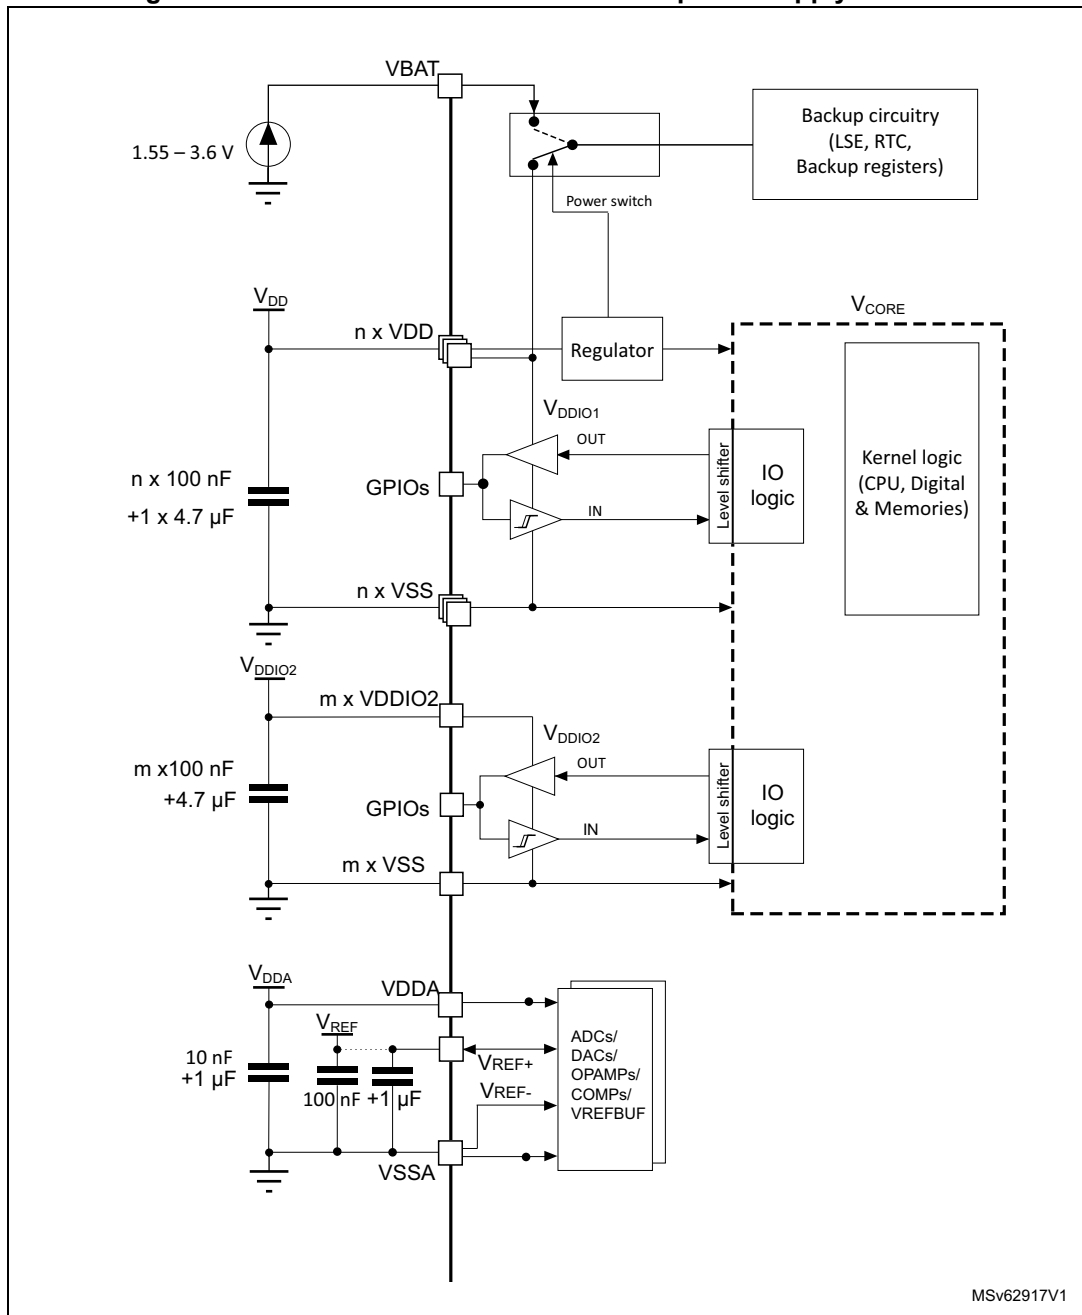 VBAT
1.55 – 3.6 V
Backup circuitry
(LSE, RTC,
Backup registers)
Power switch
VDD
n x VDD
Regulator
VCORE
VDDIO1
OUT
GPIOs
IN
Level shifter
IO
logic
Kernel logic
(CPU, Digital
& Memories)
n x 100 nF
+1 x 4.7 µF
n x VSS
VDDIO2
m x VDDIO2
VDDIO2
OUT
m x100 nF
+4.7 µF
GPIOs
IN
Level shifter
IO
logic
m x VSS
VDDA
VDDA
VREF
10 nF
+1 µF
100 nF
+1 µF
VREF+
VREF-
ADCs/
DACs/
OPAMPs/
COMPs/
VREFBUF
VSSA
MSv62917V1